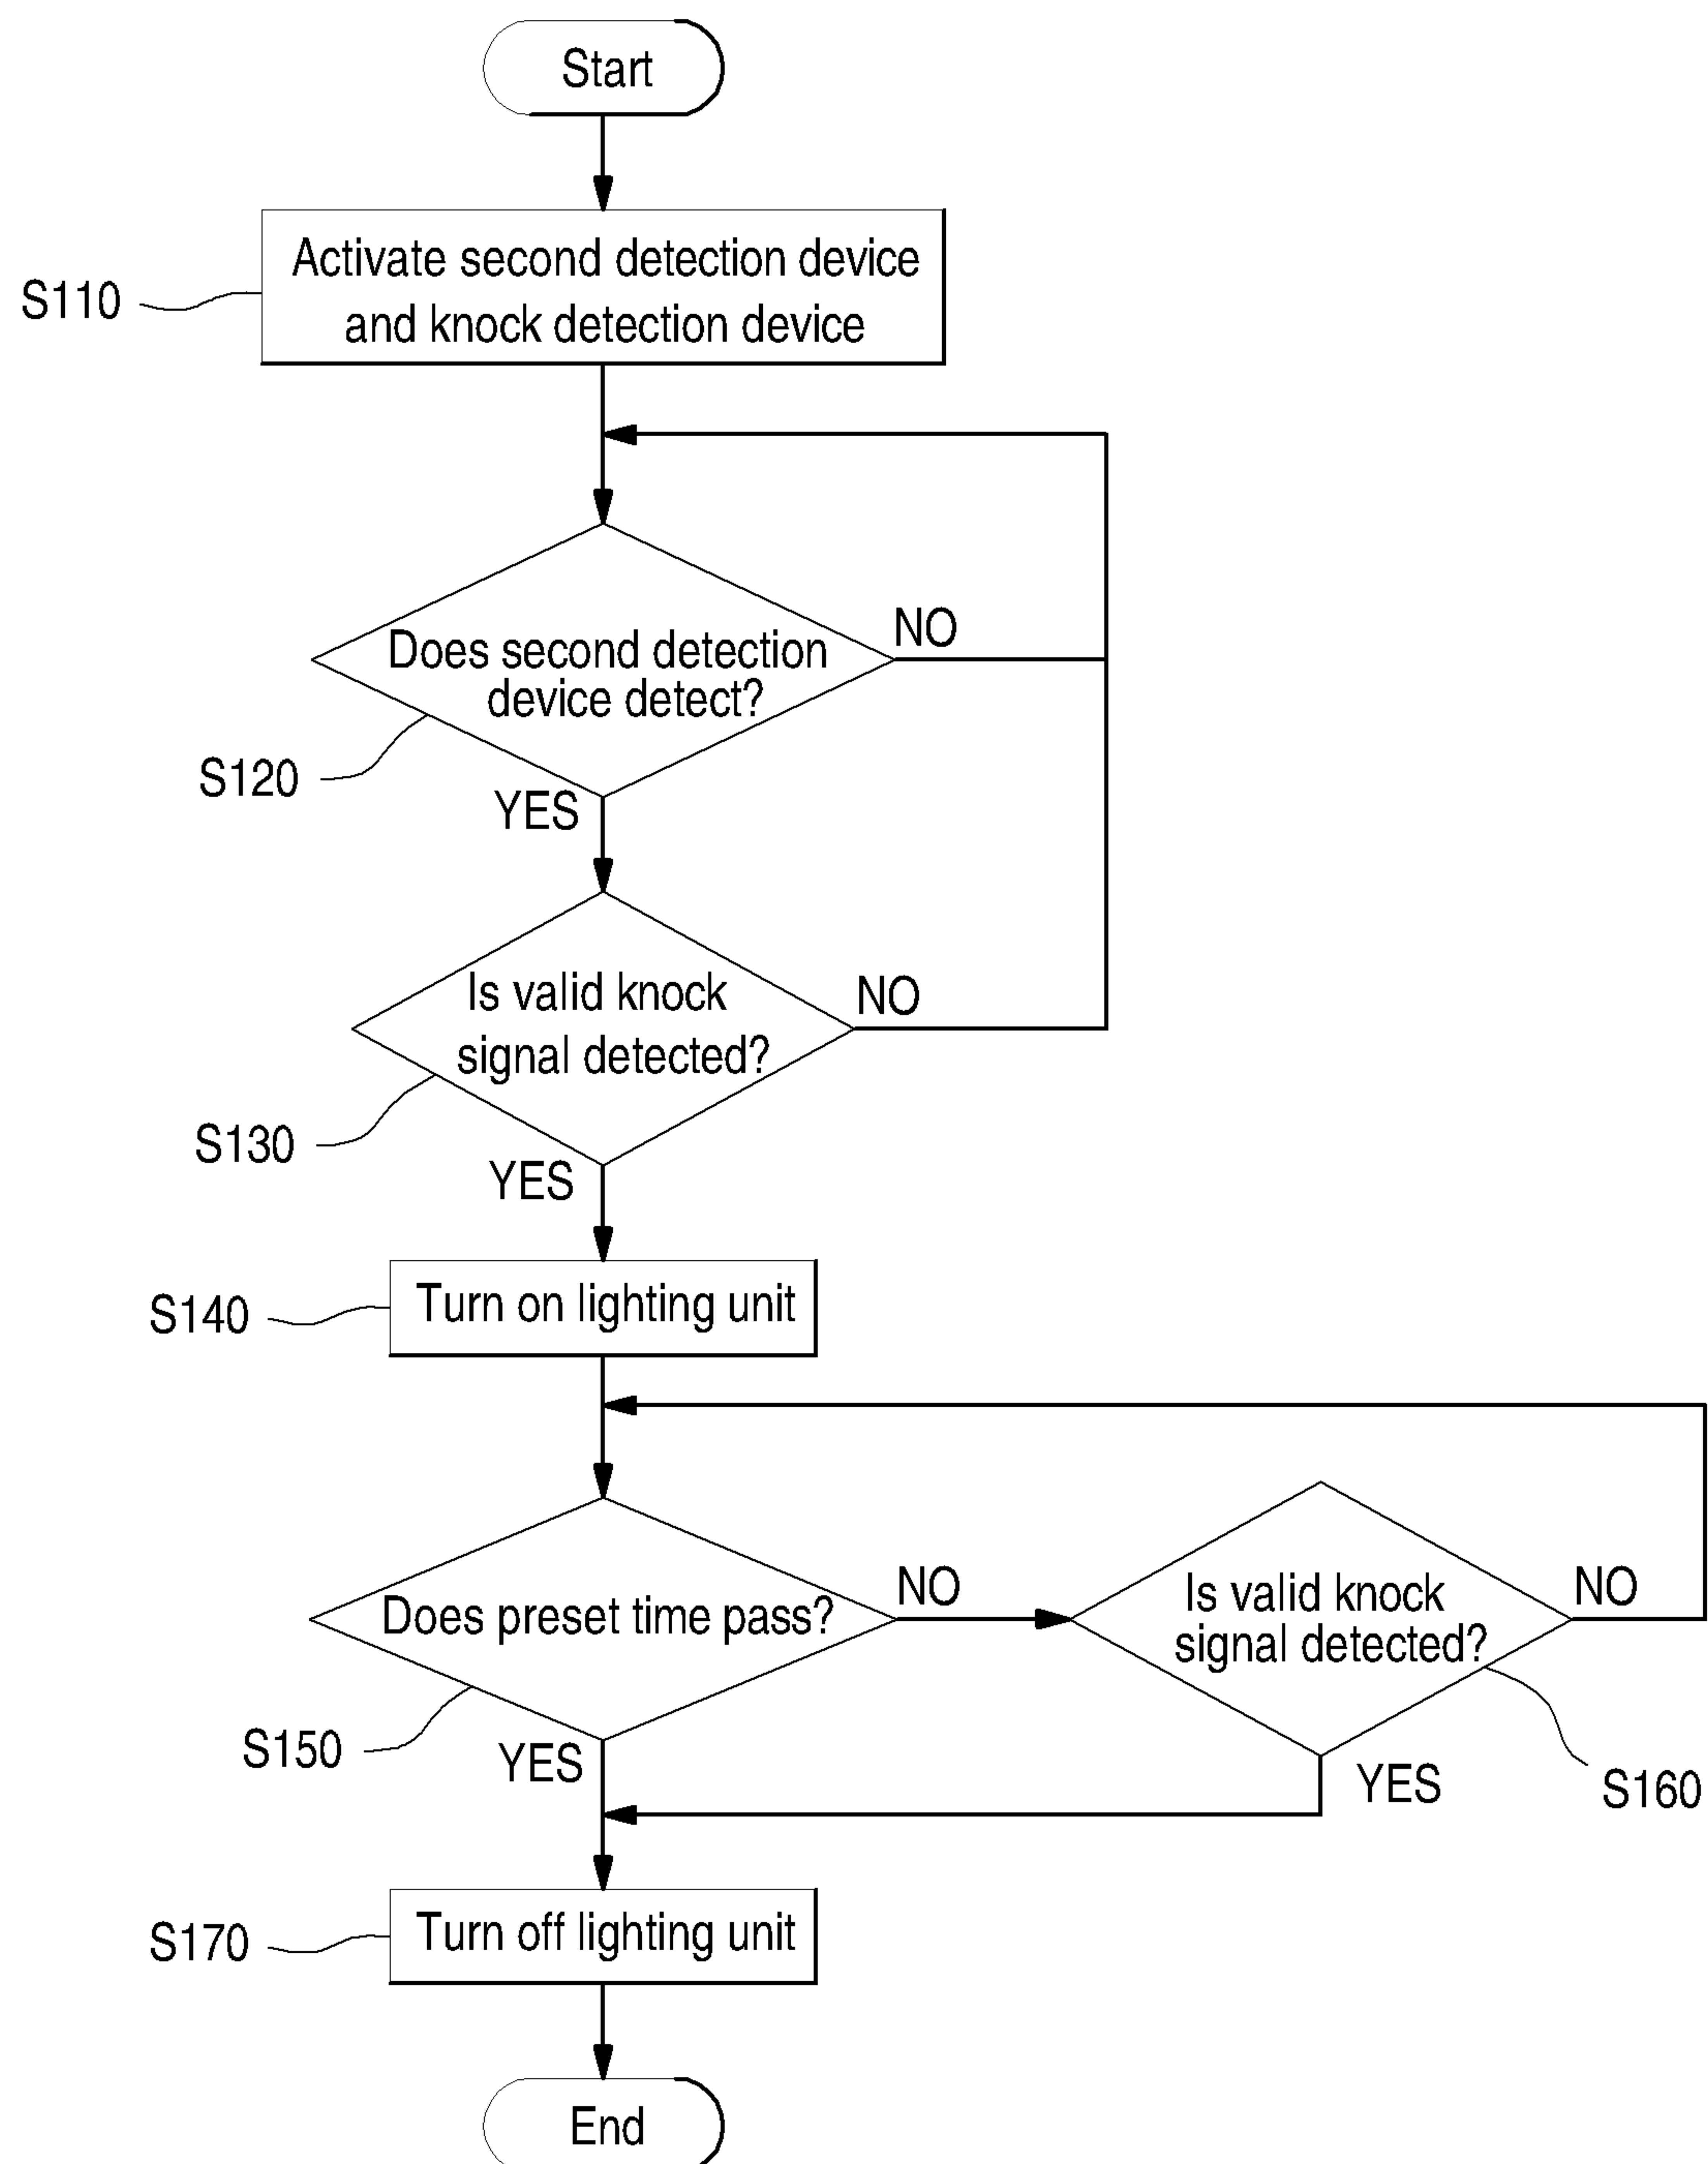 Start
Activate second detection device
and knock detection device
S110
NO
Does second detection
device detect?
S120
YES
Is valid knock
signal detected?
NO
S130
YES
Turn on lighting unit
S140
Does preset time pass?
NO
Is valid knock
signal detected?
NO
S150
YES
YES
S160
Turn off lighting unit
S170
End